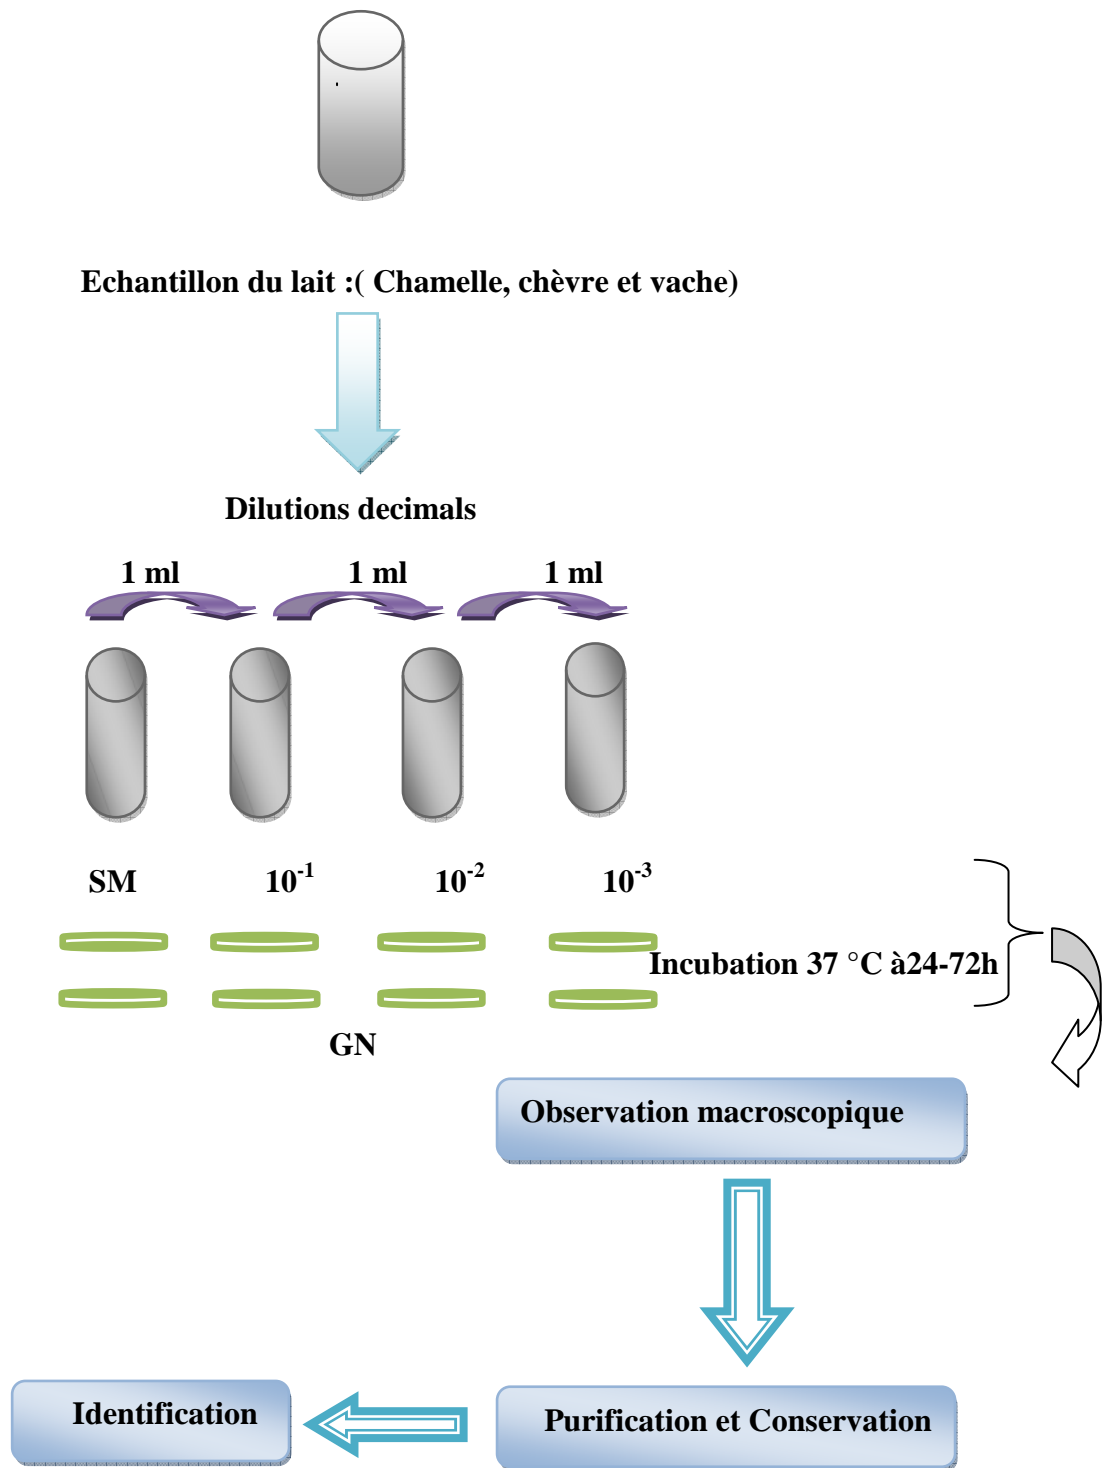 Echantillon du lait :( Chamelle, chèvre et vache)
Dilutions decimals
1 ml 1 ml 1 ml
SM 10⁻¹ 10⁻² 10⁻³
Incubation 37 °C à24-72h
GN
Observation macroscopique
Purification et Conservation
Identification